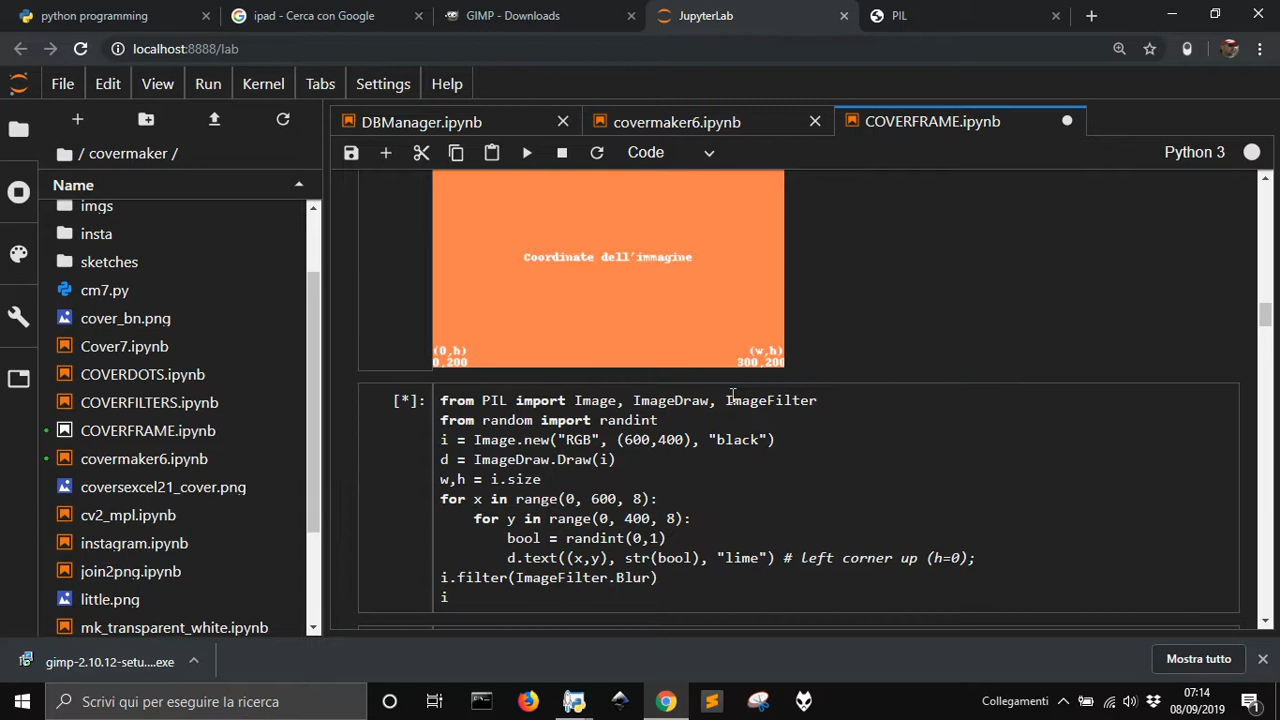 python programming
ipad - Cerca con Google
GIMP - Downloads
JupyterLab
PIL
localhost:8888/lab
File Edit View Run Kernel Tabs Settings Help
DBManager.ipynb
covermaker6.ipynb
COVERFRAME.ipynb
/ covermaker /
Code
Python 3
Name
imgs
insta
sketches
cm7.py
cover_bn.png
Cover7.ipynb
COVERDOTS.ipynb
COVERFILTERS.ipynb
COVERFRAME.ipynb
covermaker6.ipynb
coversexcel21_cover.png
cv2_mpl.ipynb
instagram.ipynb
join2png.ipynb
little.png
mk_transparent_white.ipynb
Coordinate dell'immagine
(0,h) (w,h)
0,200 300,200
[*]: from PIL import Image, ImageDraw, ImageFilter
from random import randint
i = Image.new("RGB", (600,400), "black")
d = ImageDraw.Draw(i)
w,h = i.size
for x in range(0, 600, 8):
    for y in range(0, 400, 8):
        bool = randint(0,1)
        d.text((x,y), str(bool), "lime") # left corner up (h=0);
i.filter(ImageFilter.Blur)
i
gimp-2.10.12-setu....exe
Mostra tutto
Scrivi qui per eseguire la ricerca
Collegamenti
07:14
08/09/2019
1